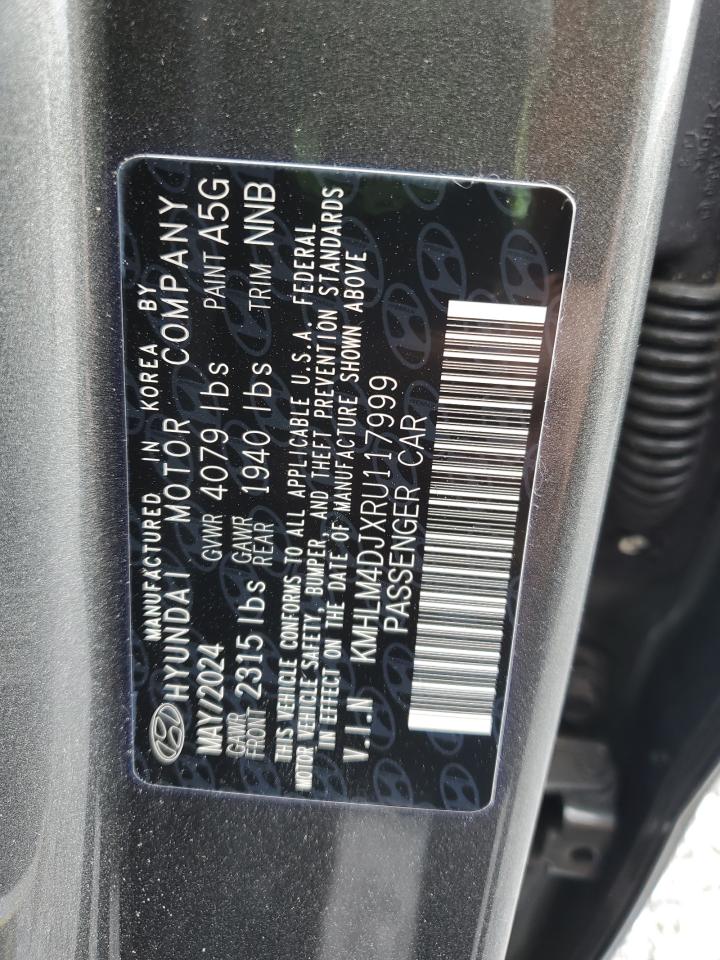 MANUFACTURED IN KOREA BY
HYUNDAI MOTOR COMPANY
MAY/2024 GVWR 4079 lbs PAINT A5G
GAWR FRONT 2315 lbs GAWR REAR 1940 lbs TRIM NNB
THIS VEHICLE CONFORMS TO ALL APPLICABLE U.S.A. FEDERAL
MOTOR VEHICLE SAFETY, BUMPER, AND THEFT PREVENTION STANDARDS
IN EFFECT ON THE DATE OF MANUFACTURE SHOWN ABOVE
V.I.N KMHLM4DJXRU117999
PASSENGER CAR